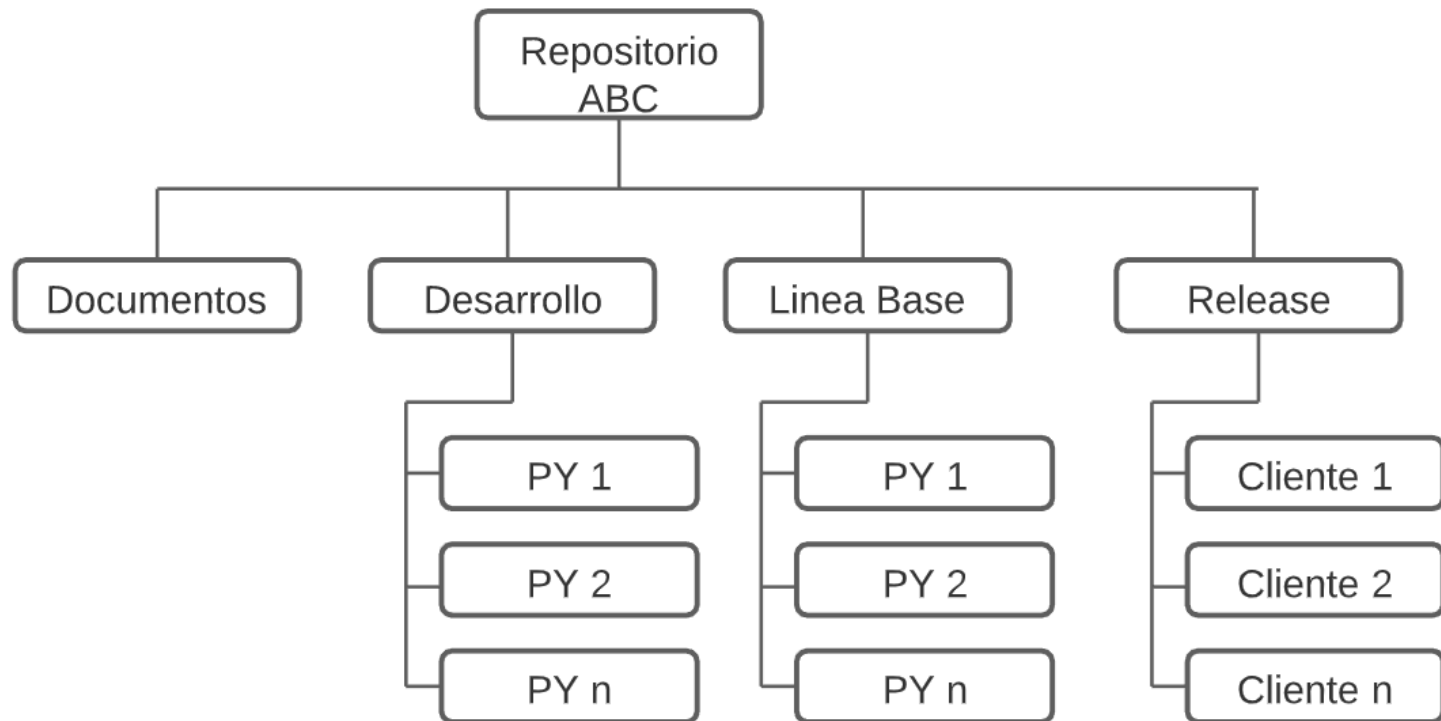 Repositorio
ABC
Documentos
Desarrollo
Linea Base
Release
PY 1
PY 1
Cliente 1
PY 2
PY 2
Cliente 2
PY n
PY n
Cliente n